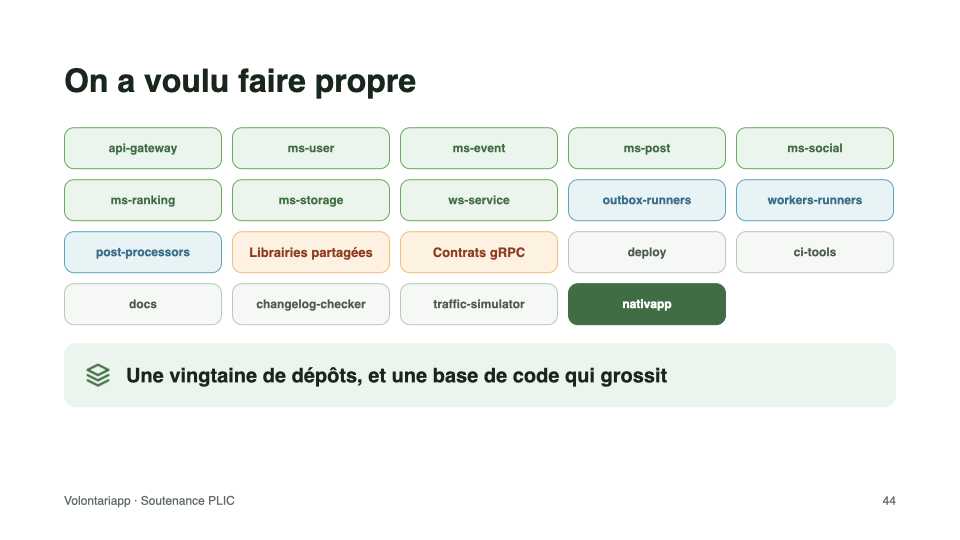 On a voulu faire propre
api-gateway
ms-user
ms-event
ms-post
ms-social
ms-ranking
ms-storage
ws-service
outbox-runners
workers-runners
post-processors
Librairies partagées
Contrats gRPC
deploy
ci-tools
docs
changelog-checker
traffic-simulator
nativapp
Une vingtaine de dépôts, et une base de code qui grossit
Volontariapp · Soutenance PLIC
44